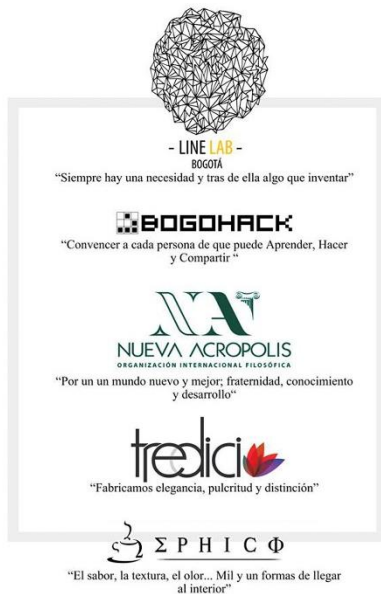 - LINE LAB -
BOGOTÁ
“Siempre hay una necesidad y tras de ella algo que inventar”
BOGOHACK
“Convencer a cada persona de que puede Aprender, Hacer
y Compartir “
NA
NUEVA ACROPOLIS
ORGANIZACIÓN INTERNACIONAL FILOSÓFICA
“Por un un mundo nuevo y mejor; fraternidad, conocimiento
y desarrollo“
tredici
“Fabricamos elegancia, pulcritud y distinción”
ΣPHICΦ
“El sabor, la textura, el olor... Mil y un formas de llegar
al interior”